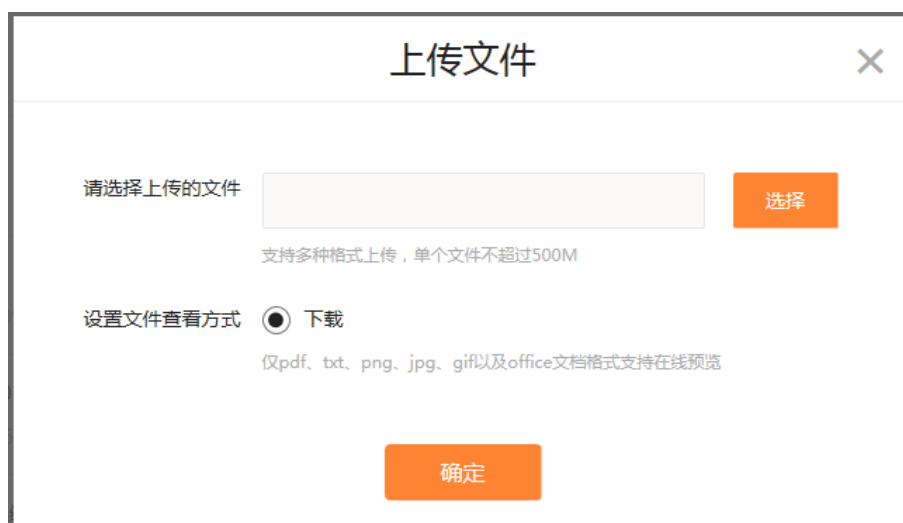 上传文件
请选择上传的文件 选择
支持多种格式上传，单个文件不超过500M
设置文件查看方式 下载
仅pdf、txt、png、jpg、gif以及office文档格式支持在线预览
确定